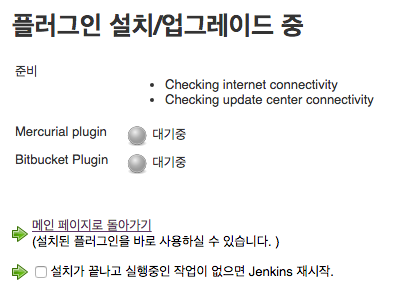 플러그인 설치/업그레이드 중
준비
Checking internet connectivity
Checking update center connectivity
Mercurial plugin 대기중
Bitbucket Plugin 대기중
메인 페이지로 돌아가기
(설치된 플러그인을 바로 사용하실 수 있습니다. )
설치가 끝나고 실행중인 작업이 없으면 Jenkins 재시작.